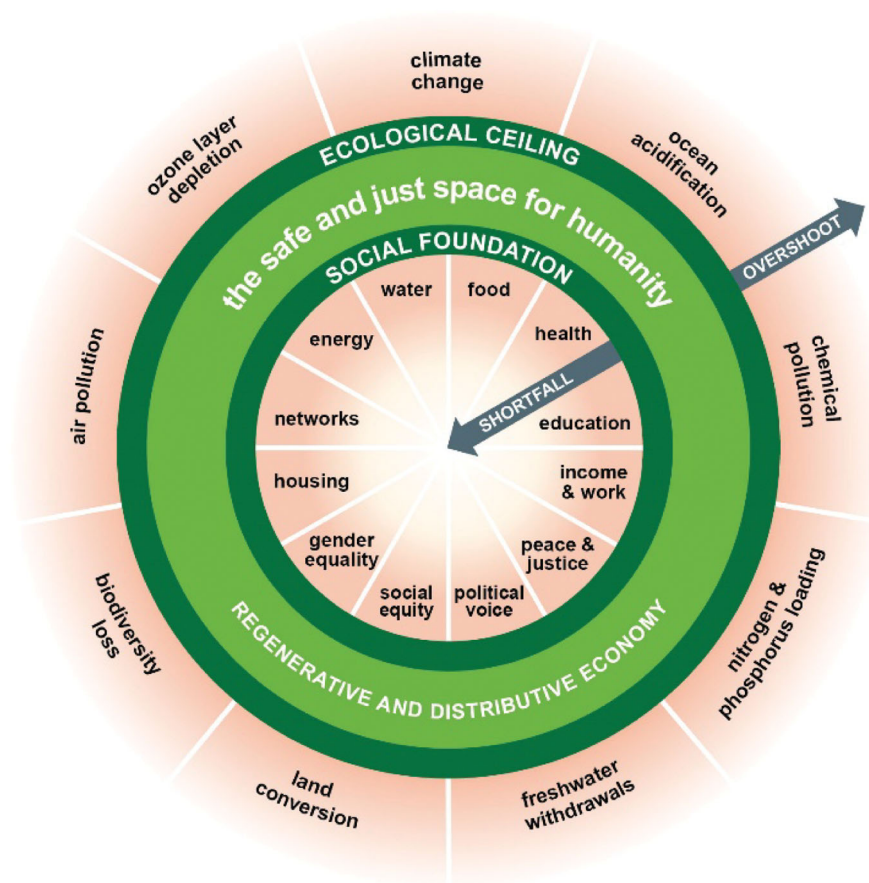 climate
change
ocean
acidification
OVERSHOOT
chemical
pollution
nitrogen &
phosphorus loading
freshwater
withdrawals
land
conversion
biodiversity
loss
air pollution
ozone layer
depletion
ECOLOGICAL CEILING
the safe and just space for humanity
SOCIAL FOUNDATION
water
food
energy
health
SHORTFALL
networks
education
housing
income
& work
gender
equality
peace &
justice
social
equity
political
voice
REGENERATIVE AND DISTRIBUTIVE ECONOMY